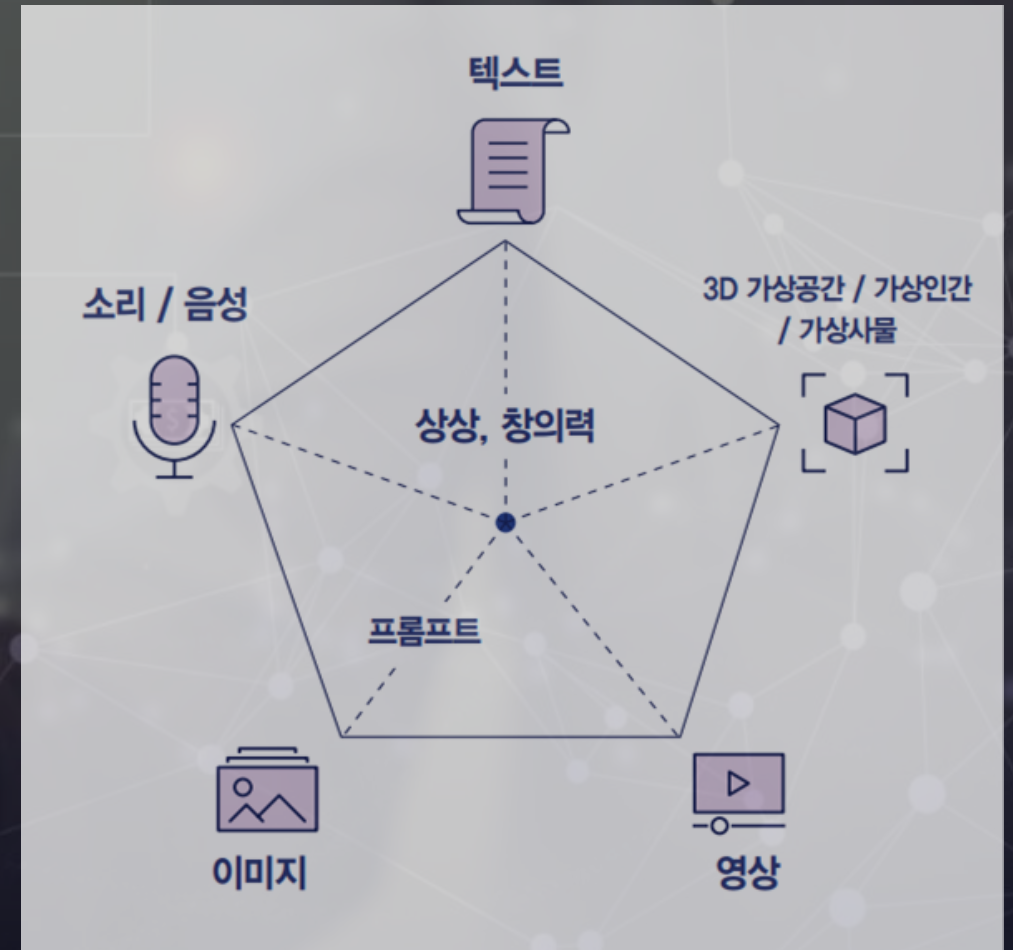 텍스트
소리 / 음성
3D 가상공간 / 가상인간
/ 가상사물
상상, 창의력
프롬프트
이미지
영상